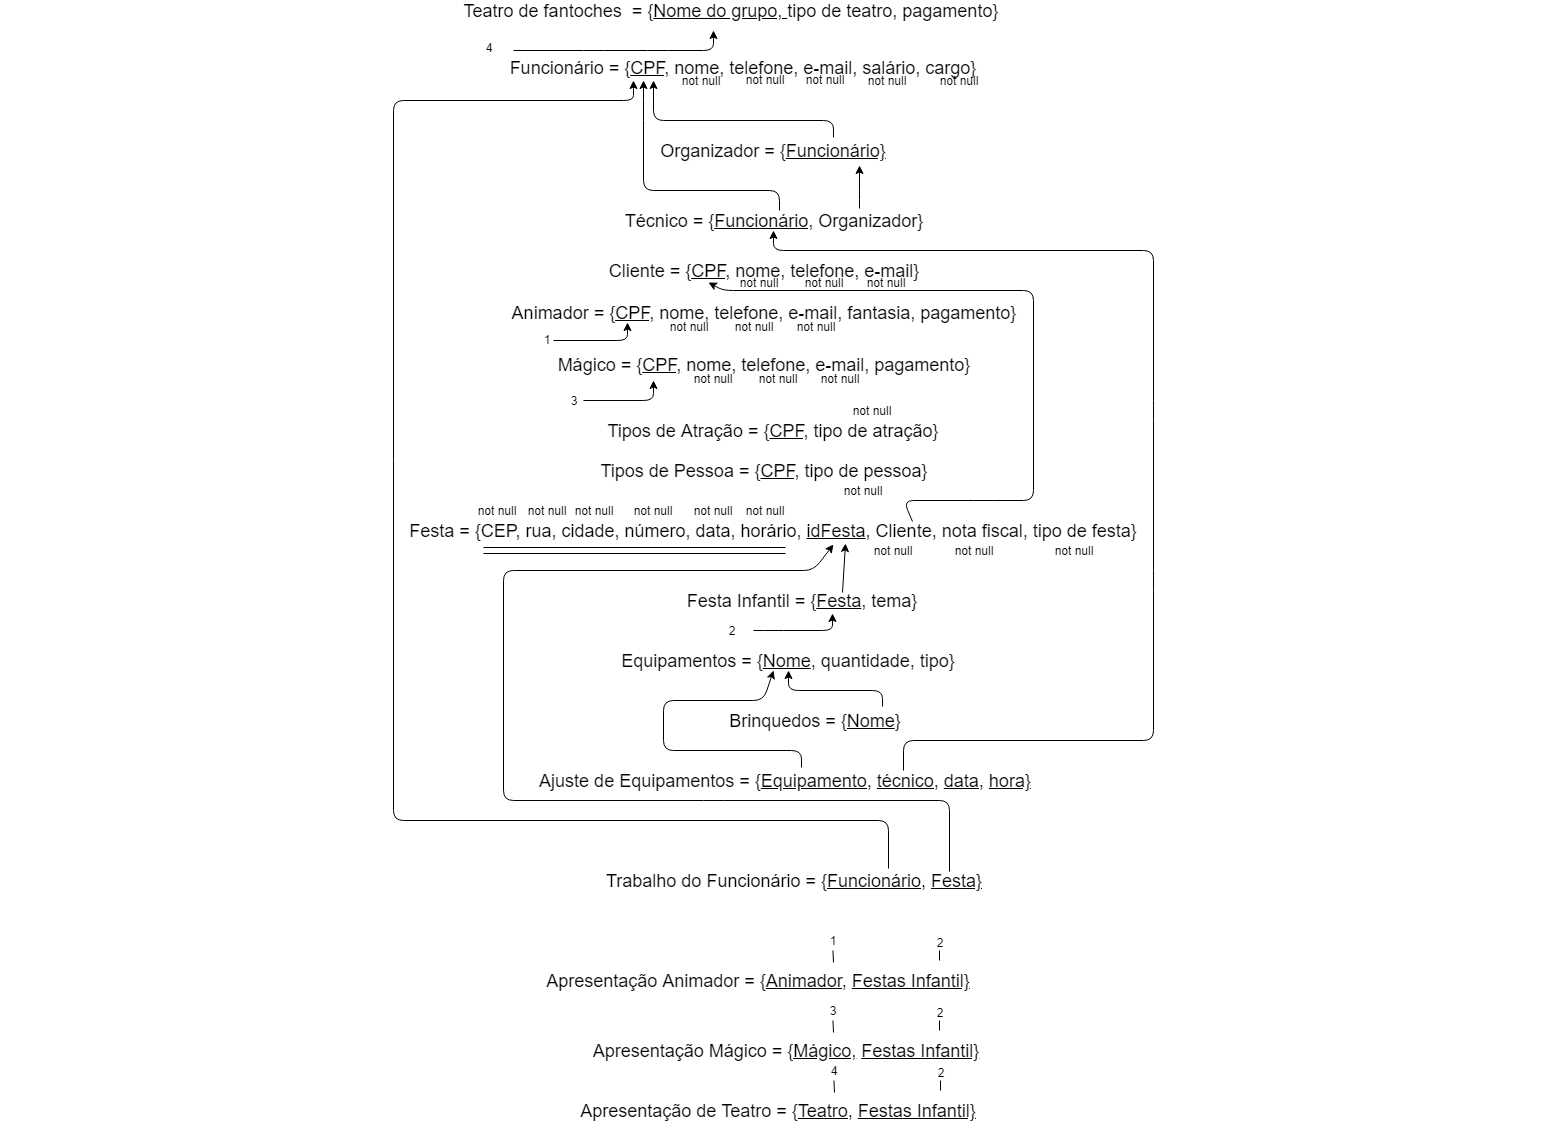 Teatro de fantoches = {Nome do grupo, tipo de teatro, pagamento}
4
Funcionário = {CPF, nome, telefone, e-mail, salário, cargo}
not null not null not null not null not null
Organizador = {Funcionário}
Técnico = {Funcionário, Organizador}
Cliente = {CPF, nome, telefone, e-mail}
not null not null not null
Animador = {CPF, nome, telefone, e-mail, fantasia, pagamento}
not null not null not null
1
Mágico = {CPF, nome, telefone, e-mail, pagamento}
not null not null not null
3
not null
Tipos de Atração = {CPF, tipo de atração}
Tipos de Pessoa = {CPF, tipo de pessoa}
not null
not null not null not null not null not null not null
Festa = {CEP, rua, cidade, número, data, horário, idFesta, Cliente, nota fiscal, tipo de festa}
not null not null not null
Festa Infantil = {Festa, tema}
2
Equipamentos = {Nome, quantidade, tipo}
Brinquedos = {Nome}
Ajuste de Equipamentos = {Equipamento, técnico, data, hora}
Trabalho do Funcionário = {Funcionário, Festa}
1 2
Apresentação Animador = {Animador, Festas Infantil}
3 2
Apresentação Mágico = {Mágico, Festas Infantil}
4 2
Apresentação de Teatro = {Teatro, Festas Infantil}